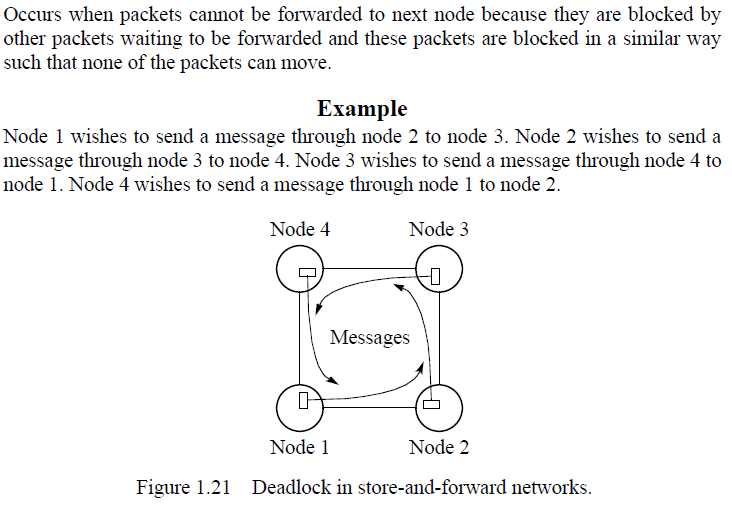 Occurs when packets cannot be forwarded to next node because they are blocked by
other packets waiting to be forwarded and these packets are blocked in a similar way
such that none of the packets can move.
Example
Node 1 wishes to send a message through node 2 to node 3. Node 2 wishes to send a
message through node 3 to node 4. Node 3 wishes to send a message through node 4 to
node 1. Node 4 wishes to send a message through node 1 to node 2.
Node 4 Node 3
Messages
Node 1 Node 2
Figure 1.21 Deadlock in store-and-forward networks.